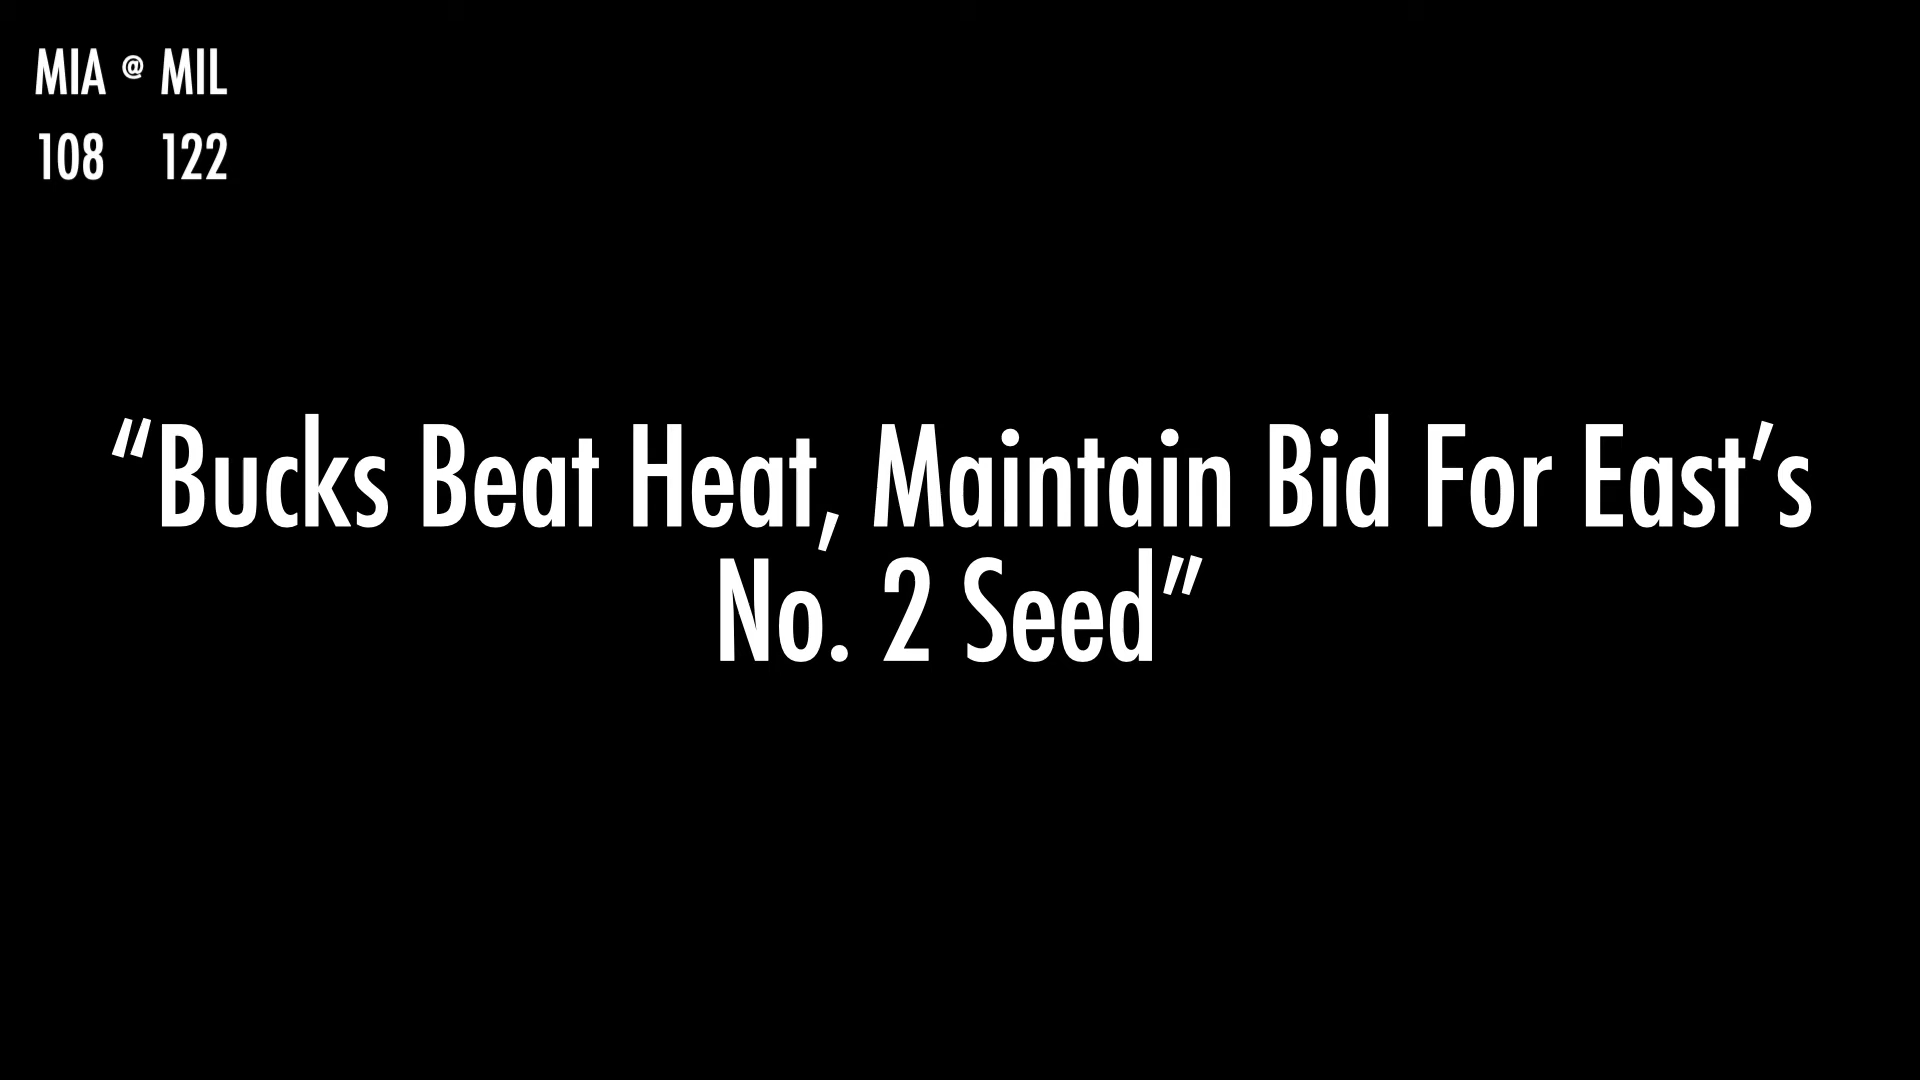 MIA @ MIL
108 122
“Bucks Beat Heat, Maintain Bid For East’s
No. 2 Seed”